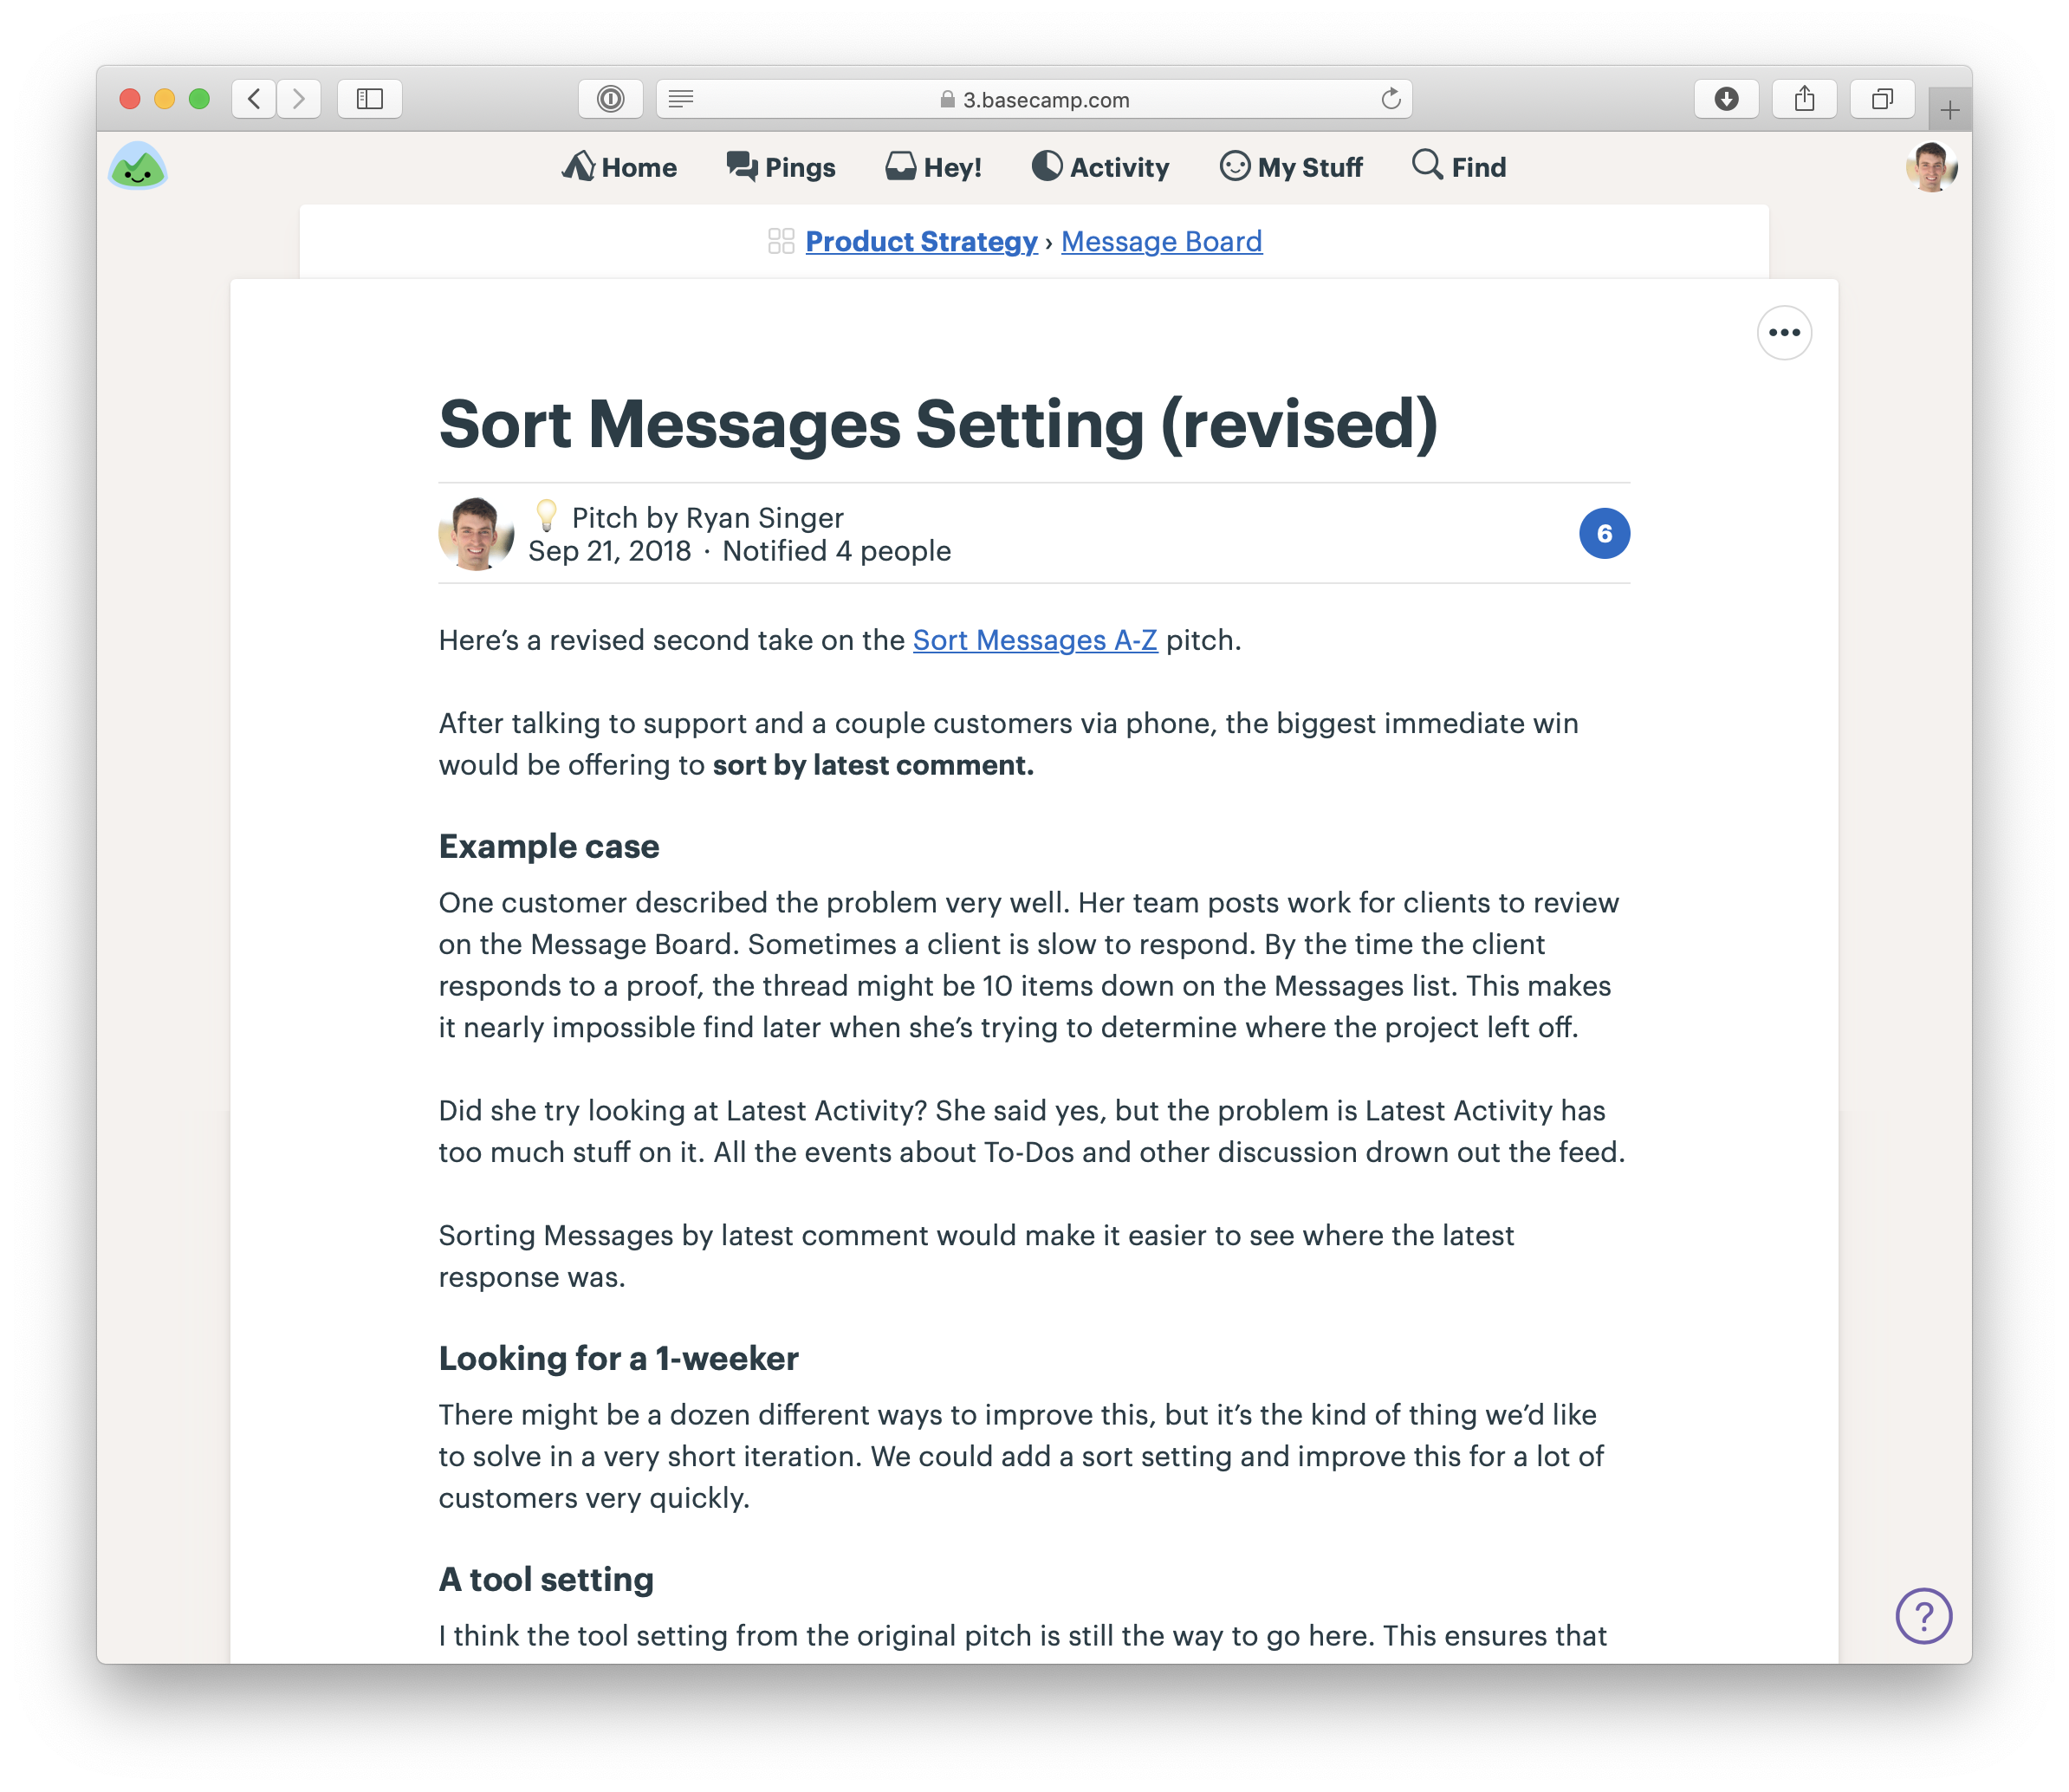 3.basecamp.com
Home Pings Hey! Activity My Stuff Find
Product Strategy › Message Board
Sort Messages Setting (revised)
💡 Pitch by Ryan Singer
Sep 21, 2018 · Notified 4 people
6
Here’s a revised second take on the Sort Messages A-Z pitch.
After talking to support and a couple customers via phone, the biggest immediate win
would be offering to sort by latest comment.
Example case
One customer described the problem very well. Her team posts work for clients to review
on the Message Board. Sometimes a client is slow to respond. By the time the client
responds to a proof, the thread might be 10 items down on the Messages list. This makes
it nearly impossible find later when she’s trying to determine where the project left off.
Did she try looking at Latest Activity? She said yes, but the problem is Latest Activity has
too much stuff on it. All the events about To-Dos and other discussion drown out the feed.
Sorting Messages by latest comment would make it easier to see where the latest
response was.
Looking for a 1-weeker
There might be a dozen different ways to improve this, but it’s the kind of thing we’d like
to solve in a very short iteration. We could add a sort setting and improve this for a lot of
customers very quickly.
A tool setting
I think the tool setting from the original pitch is still the way to go here. This ensures that
?